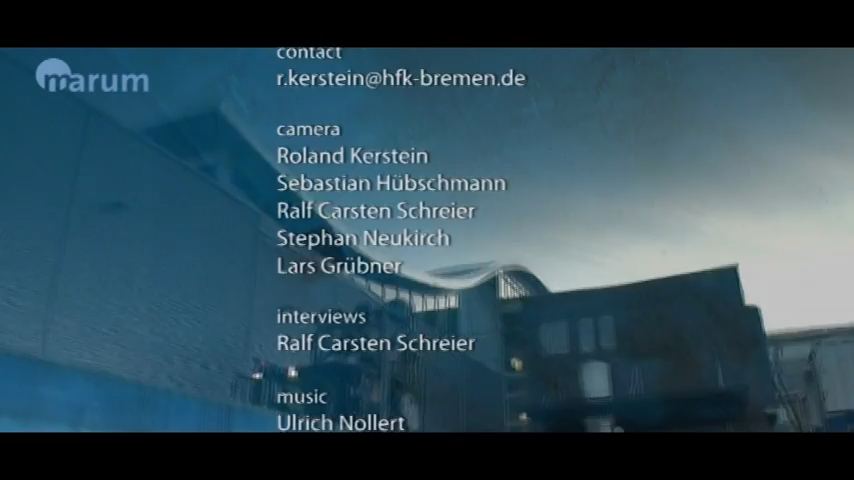 marum
contact
r.kerstein@hfk-bremen.de
camera
Roland Kerstein
Sebastian Hübschmann
Ralf Carsten Schreier
Stephan Neukirch
Lars Grübner
interviews
Ralf Carsten Schreier
music
Ulrich Nollert